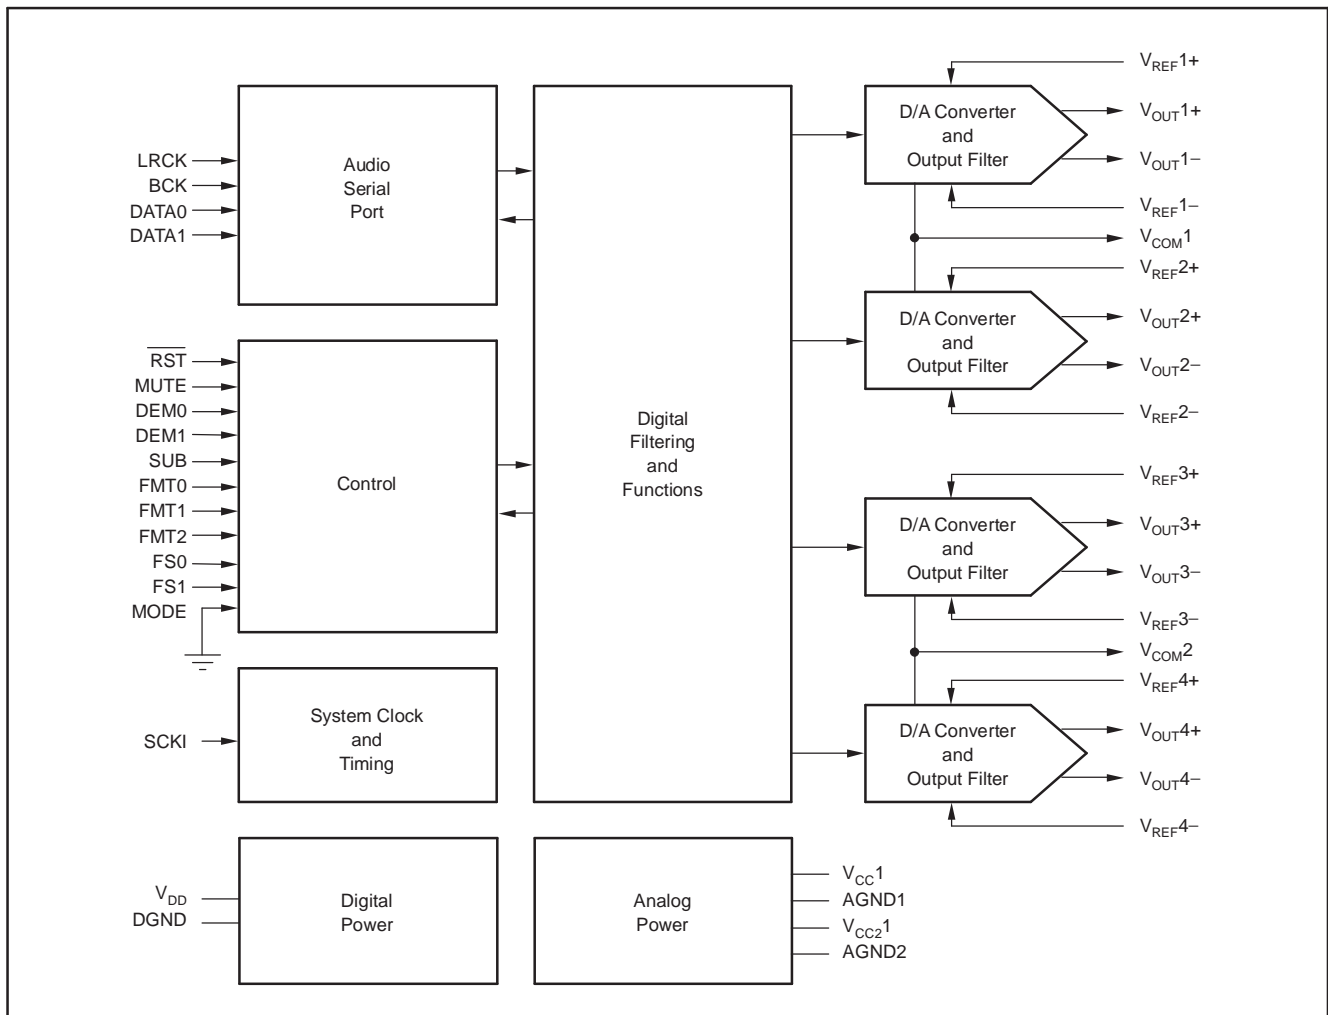 LRCK
BCK
DATA0
DATA1
Audio
Serial
Port
RST
MUTE
DEM0
DEM1
SUB
FMT0
FMT1
FMT2
FS0
FS1
MODE
Control
SCKI
System Clock
and
Timing
VDD
DGND
Digital
Power
Digital
Filtering
and
Functions
Analog
Power
VCC1
AGND1
VCC21
AGND2
D/A Converter
and
Output Filter
VREF1+
VOUT1+
VOUT1–
VREF1–
VCOM1
D/A Converter
and
Output Filter
VREF2+
VOUT2+
VOUT2–
VREF2–
D/A Converter
and
Output Filter
VREF3+
VOUT3+
VOUT3–
VREF3–
VCOM2
D/A Converter
and
Output Filter
VREF4+
VOUT4+
VOUT4–
VREF4–